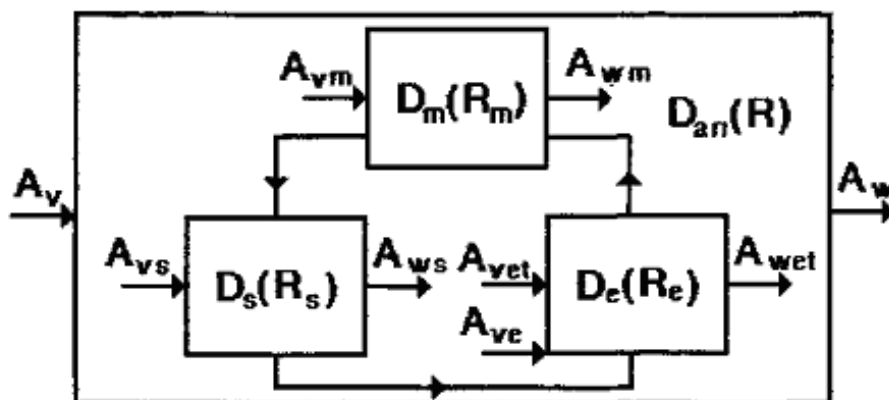 A_vm
A_wm
D_m(R_m)
D_an(R)
A_v
A_w
A_vs
A_ws
D_s(R_s)
A_vet
D_e(R_e)
A_wet
A_ve